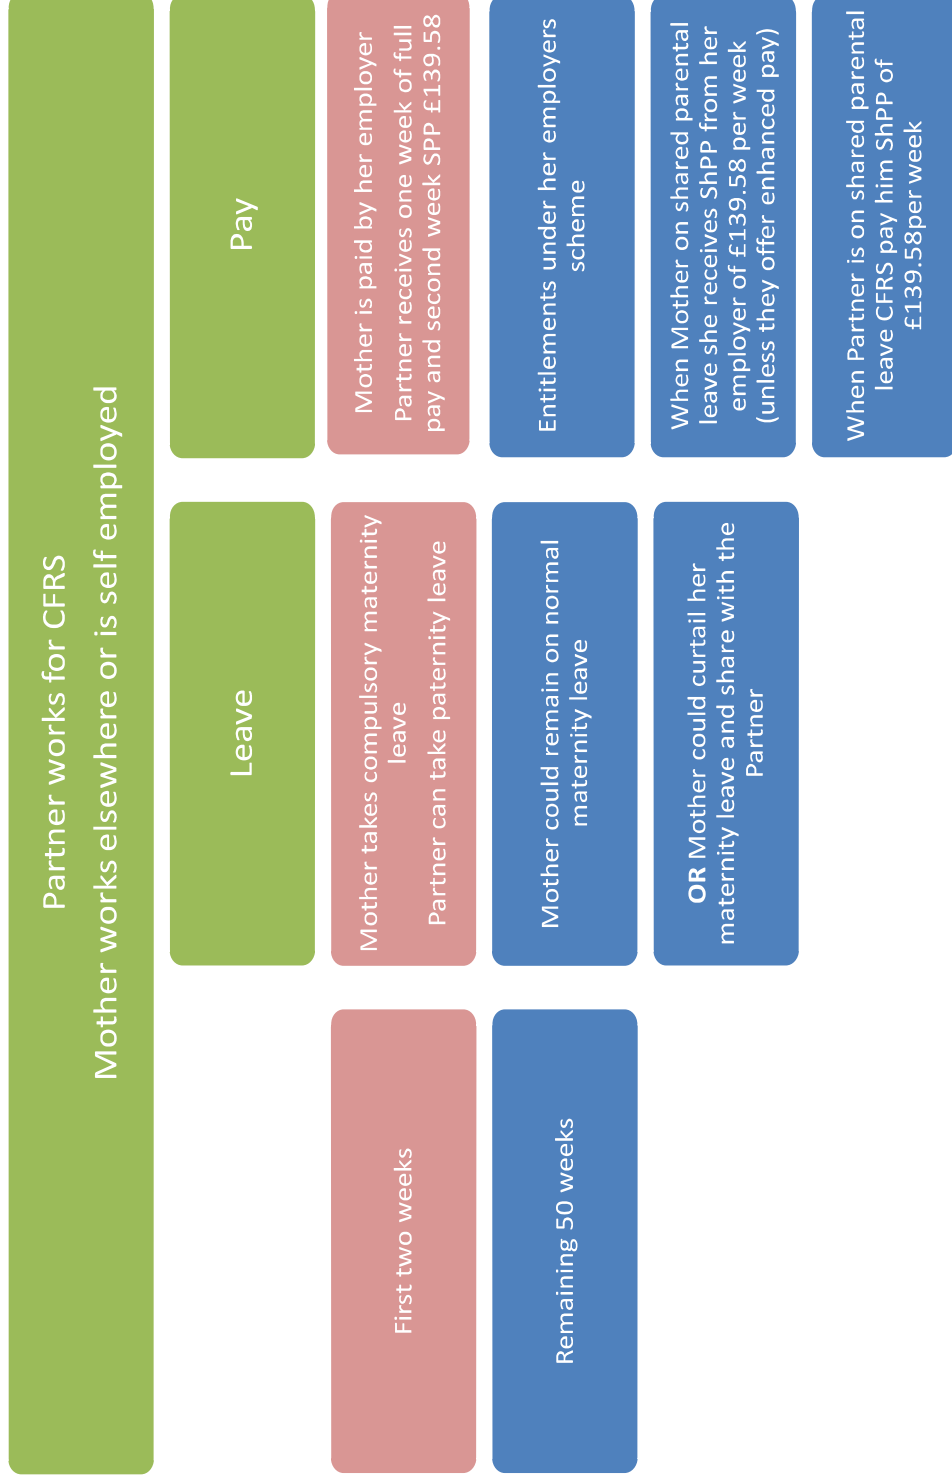 Partner works for CFRS
Mother works elsewhere or is self employed
Leave
Pay
First two weeks
Mother takes compulsory maternity
leave
Partner can take paternity leave
Mother is paid by her employer
Partner receives one week of full
pay and second week SPP £139.58
Remaining 50 weeks
Mother could remain on normal
maternity leave
Entitlements under her employers
scheme
OR Mother could curtail her
maternity leave and share with the
Partner
When Mother on shared parental
leave she receives ShPP from her
employer of £139.58 per week
(unless they offer enhanced pay)
When Partner is on shared parental
leave CFRS pay him ShPP of
£139.58per week